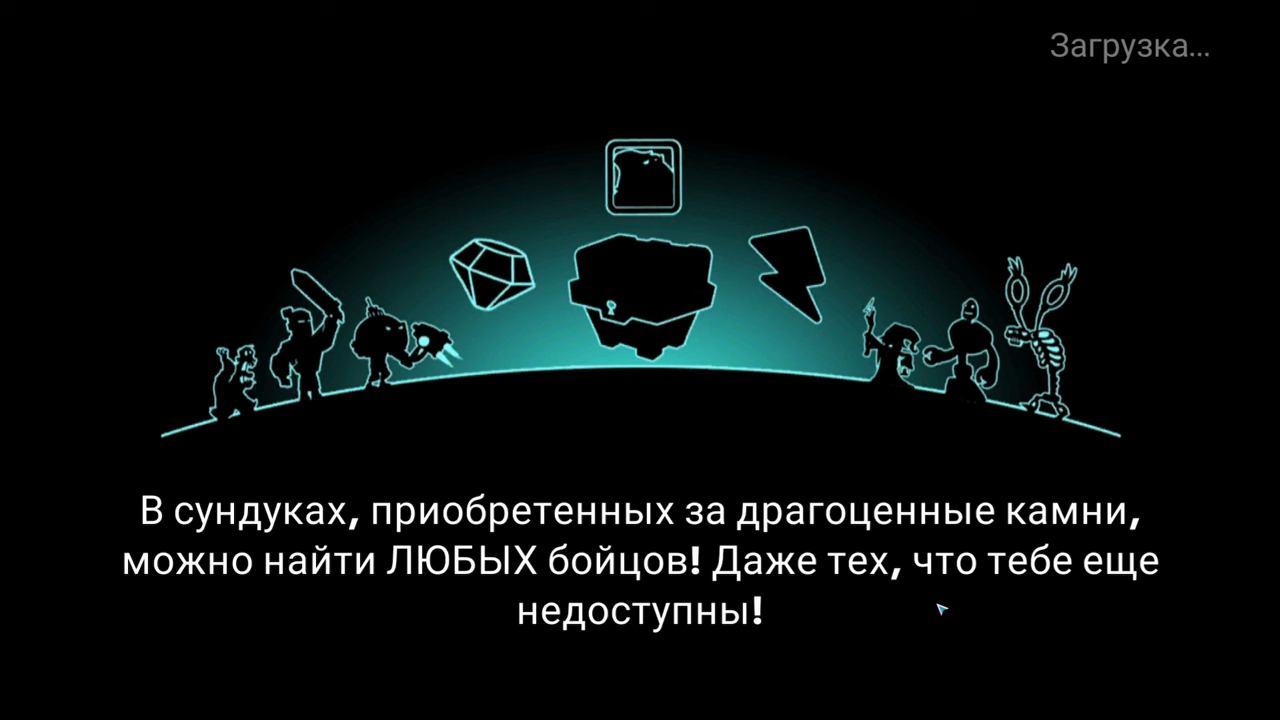 Загрузка...
В сундуках, приобретенных за драгоценные камни,
можно найти ЛЮБЫХ бойцов! Даже тех, что тебе еще
недоступны!